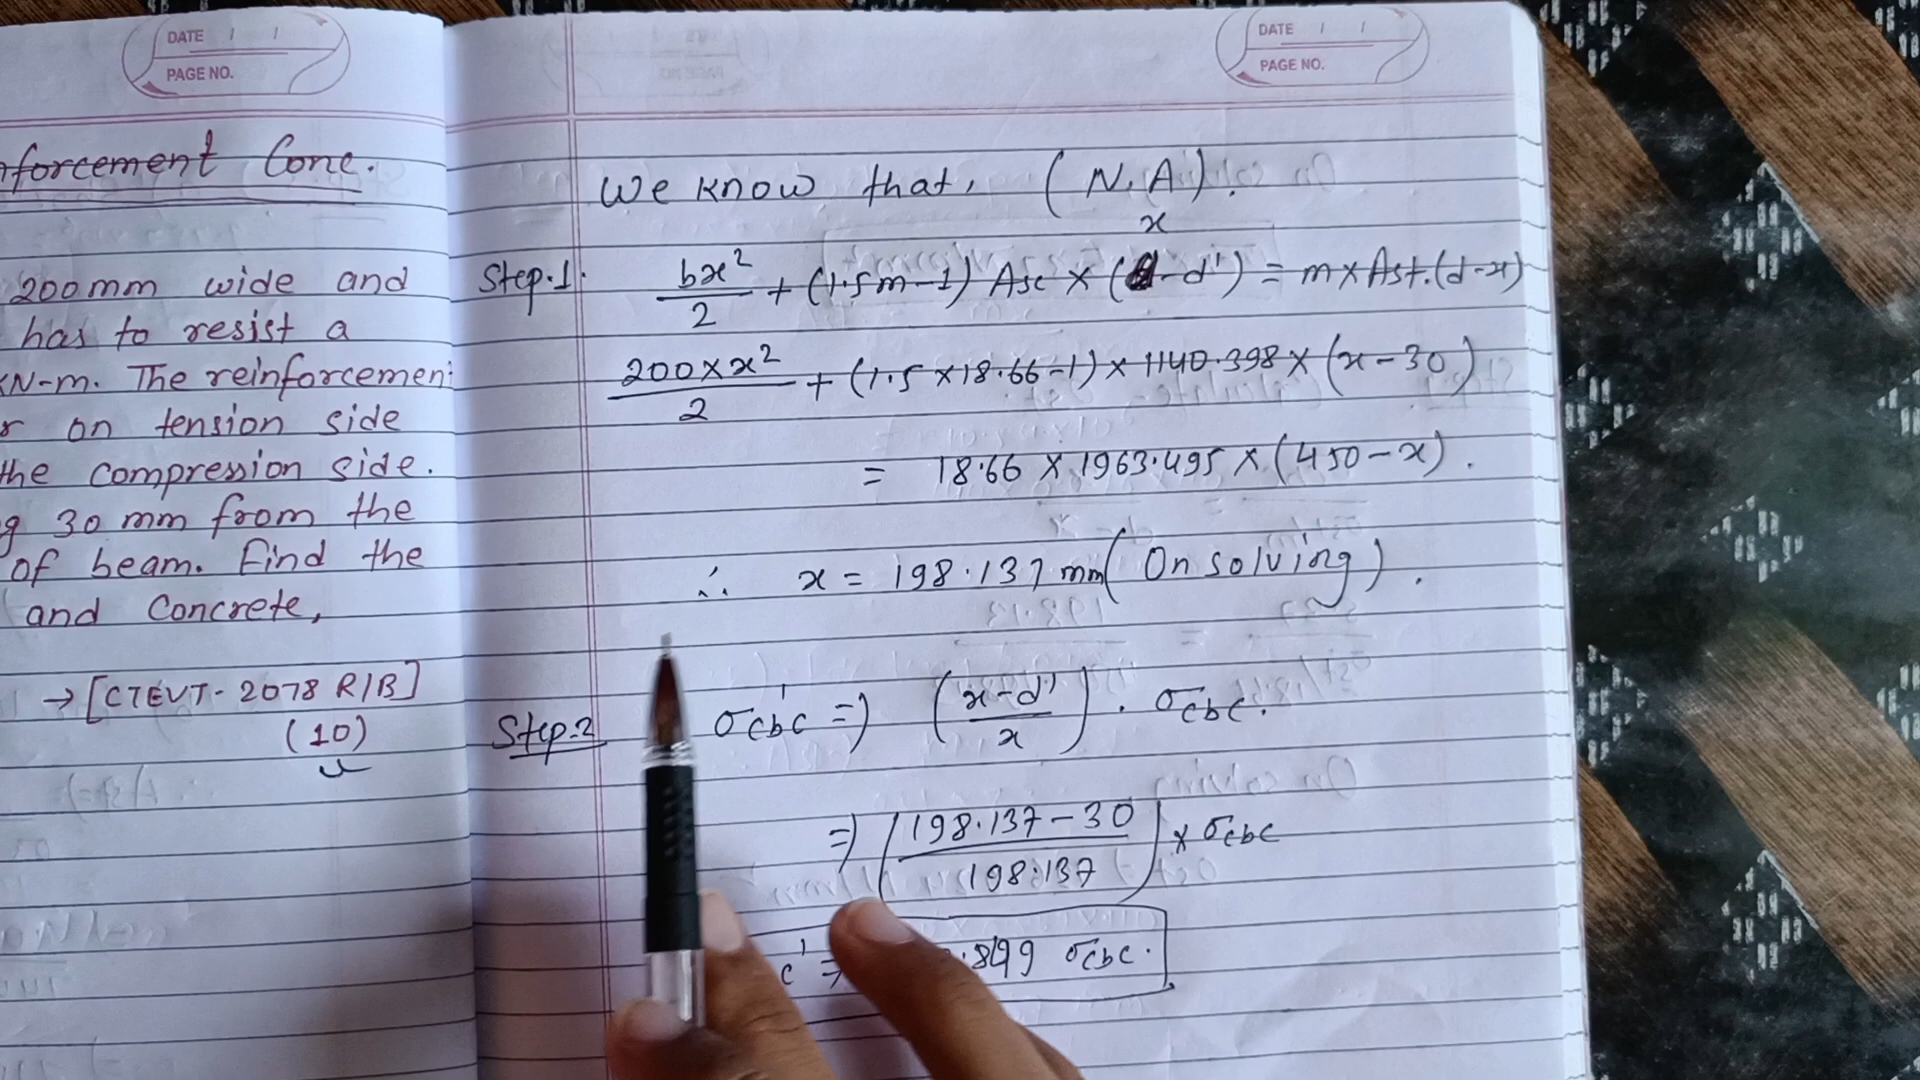 DATE / /
PAGE NO.
nforcement Conc.
200mm wide and
has to resist a
KN-m. The reinforcement
r on tension side
the compression side.
g 30 mm from the
of beam. Find the
and Concrete,
→ [CTEVT - 2078 R/B]
(10)
DATE / /
PAGE NO.
We know that, (N.A).
x
Step.1. bx²/2 + (1.5m-1) Asc × ( -d') = m×Ast.(d-x)
200×x²/2 + (1.5×18.66-1)×1140.398×(x-30)
= 18.66 × 1963.495 × (450-x).
∴ x = 198.137 mm (On solving).
Step.2 σcbc' => (x-d'/x) . σcbc.
=> (198.137-30/198.137) × σcbc
c' => .849 σcbc.